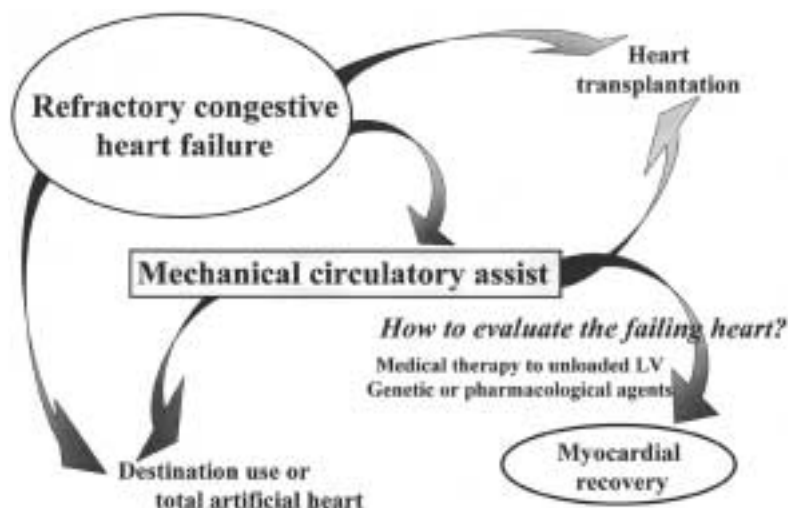 Heart
transplantation
Refractory congestive
heart failure
Mechanical circulatory assist
How to evaluate the failing heart?
Medical therapy to unloaded LV
Genetic or pharmacological agents
Destination use or
total artificial heart
Myocardial
recovery